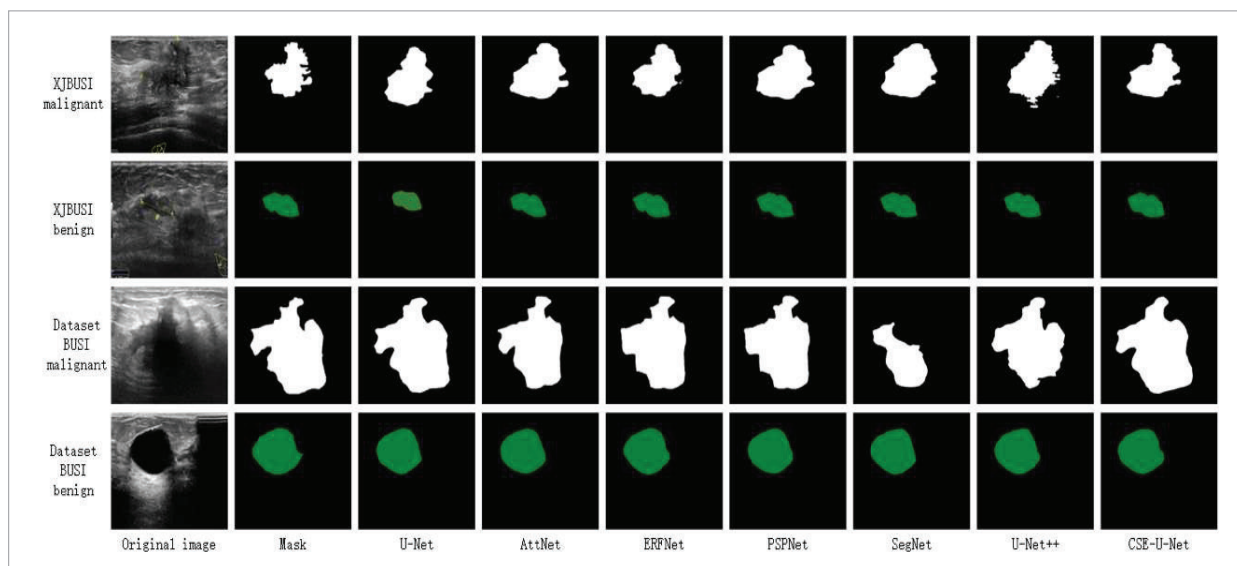 XJBUSI
malignant
XJBUSI
benign
Dataset
BUSI
malignant
Dataset
BUSI
benign
Original image Mask U-Net AttNet ERFNet PSPNet SegNet U-Net++ CSE-U-Net